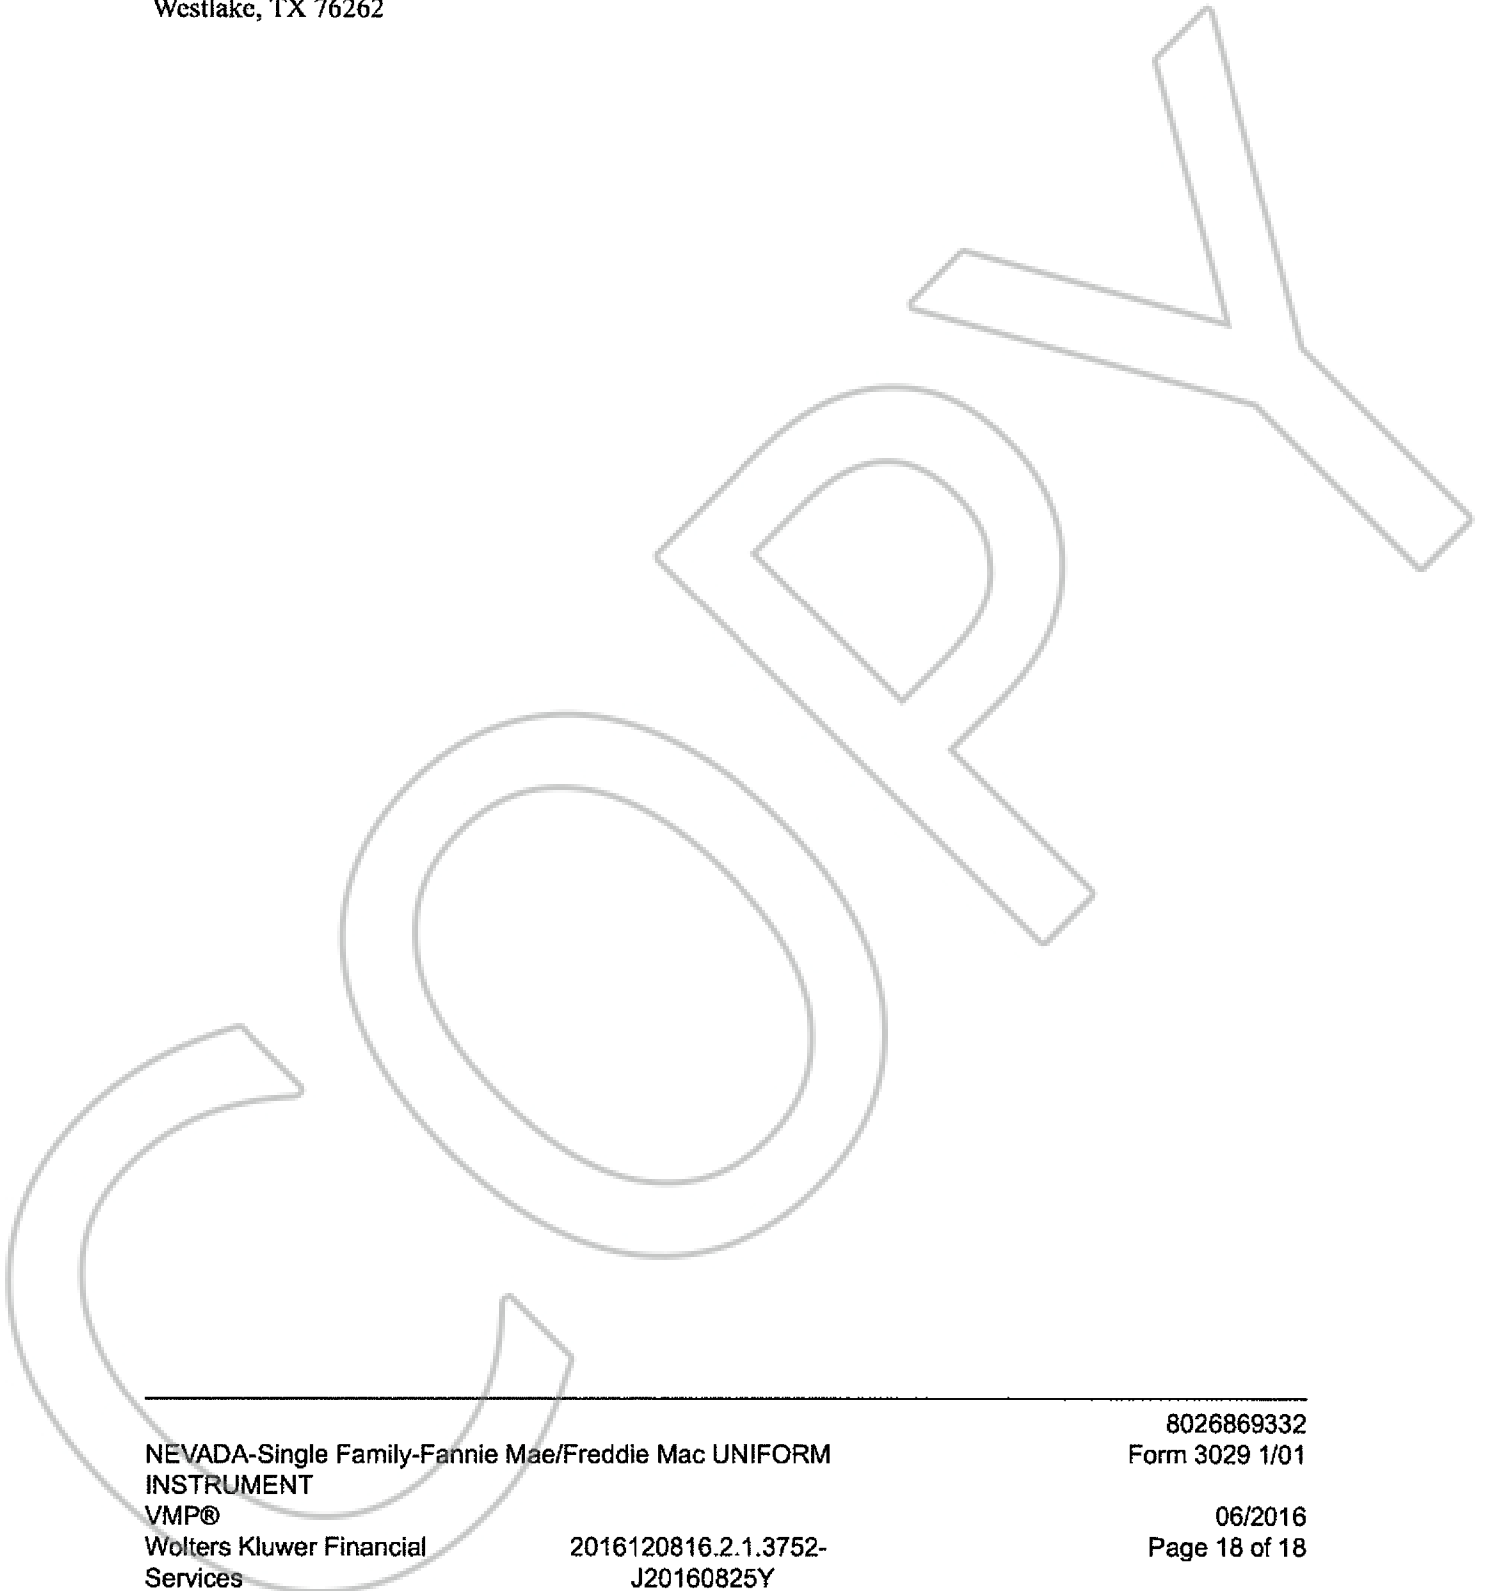 Westlake, TX 76262
COPY
8026869332
NEVADA-Single Family-Fannie Mae/Freddie Mac UNIFORM Form 3029 1/01
INSTRUMENT
VMP® 06/2016
Wolters Kluwer Financial 2016120816.2.1.3752- Page 18 of 18
Services J20160825Y